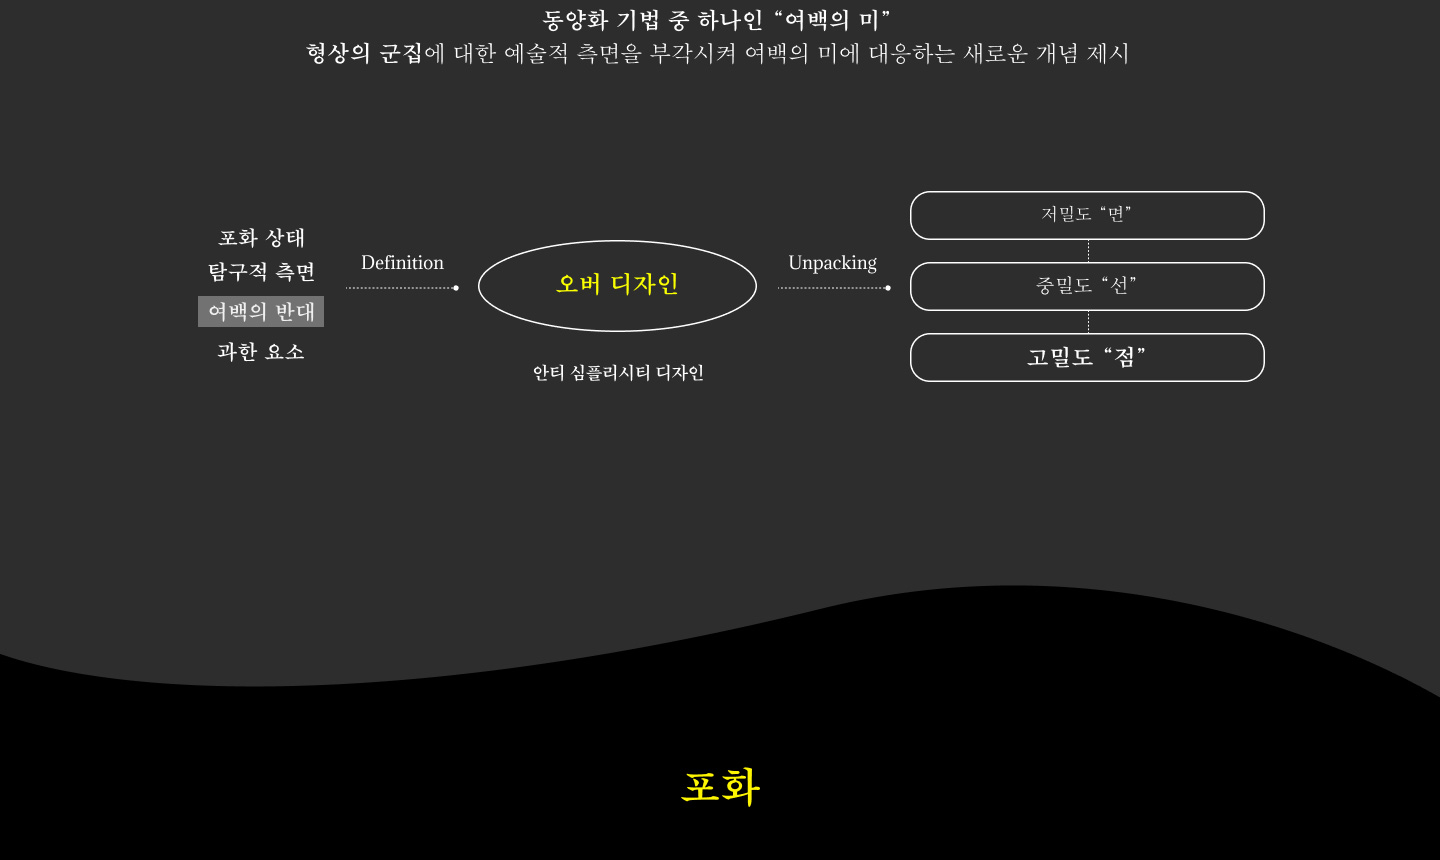 동양화 기법 중 하나인 “여백의 미”
형상의 군집에 대한 예술적 측면을 부각시켜 여백의 미에 대응하는 새로운 개념 제시
포화 상태
탐구적 측면
여백의 반대
과한 요소
Definition
오버 디자인
안티 심플리시티 디자인
Unpacking
저밀도 “면”
중밀도 “선”
고밀도 “점”
포화